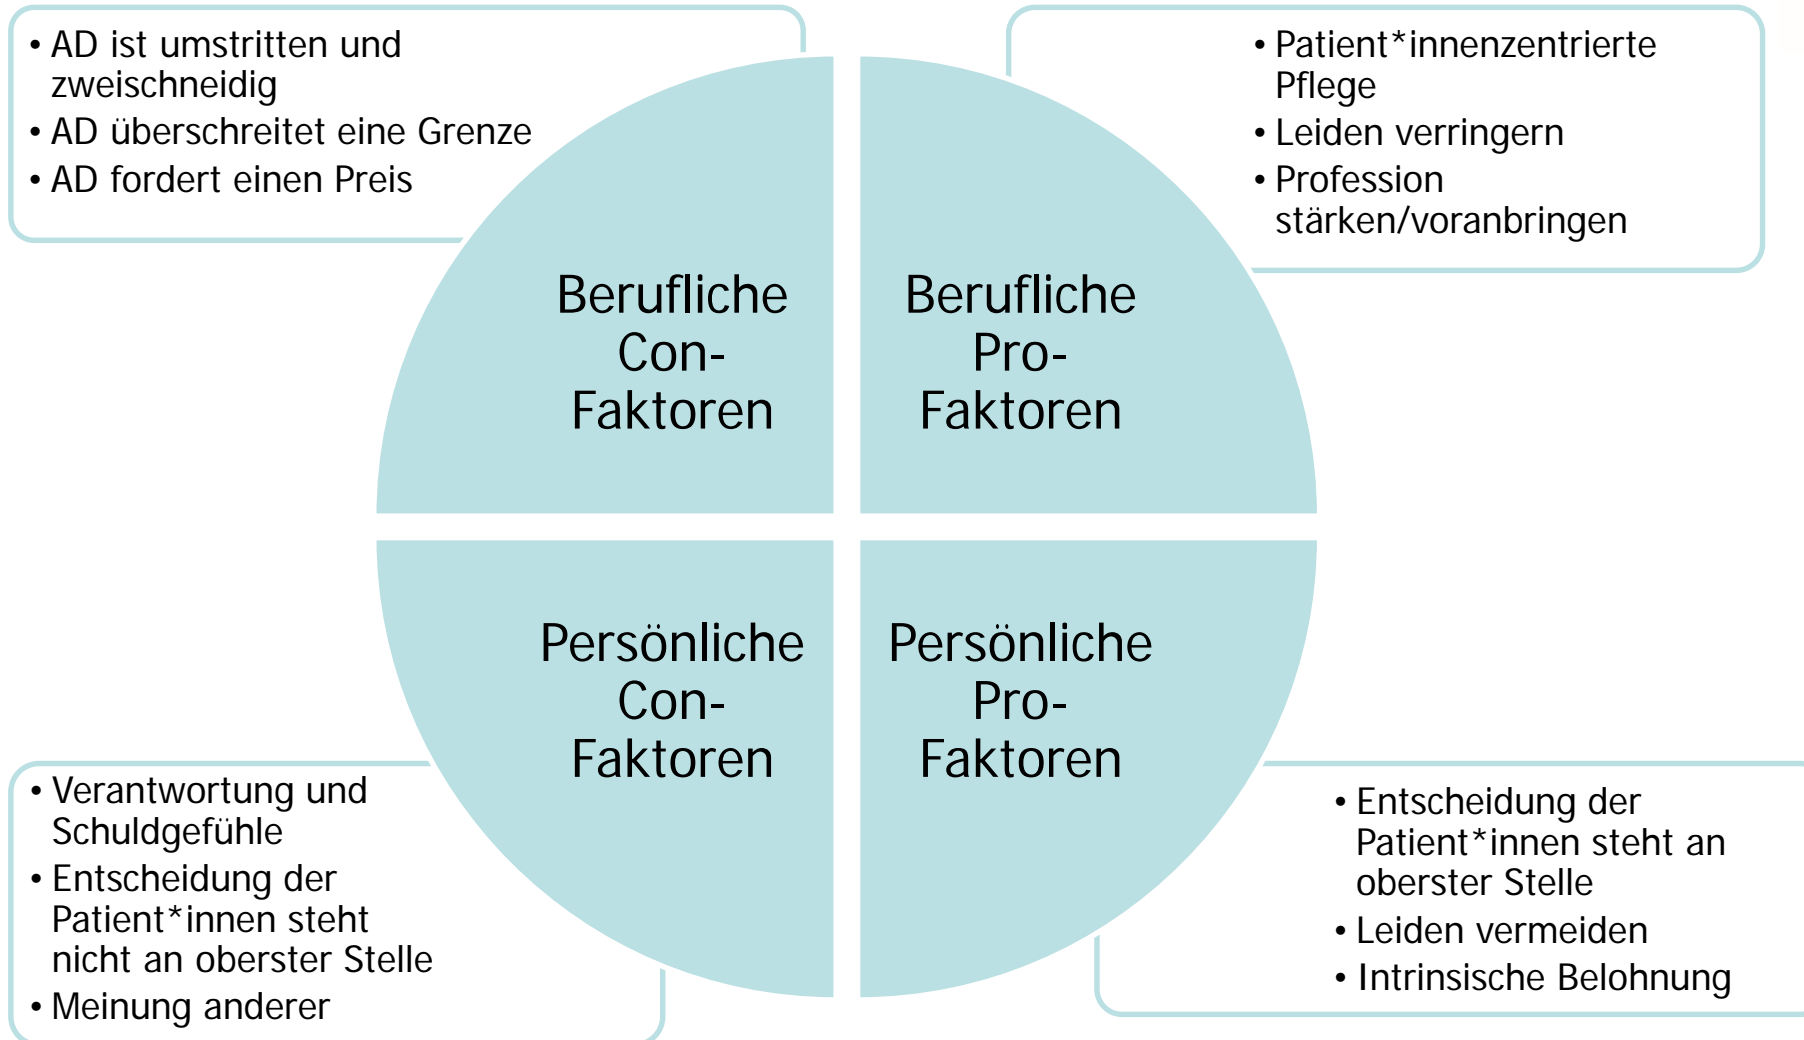 • AD ist umstritten und
zweischneidig
• AD überschreitet eine Grenze
• AD fordert einen Preis
• Patient*innenzentrierte
Pflege
• Leiden verringern
• Profession
stärken/voranbringen
Berufliche
Con-
Faktoren
Berufliche
Pro-
Faktoren
Persönliche
Con-
Faktoren
Persönliche
Pro-
Faktoren
• Verantwortung und
Schuldgefühle
• Entscheidung der
Patient*innen steht
nicht an oberster Stelle
• Meinung anderer
• Entscheidung der
Patient*innen steht an
oberster Stelle
• Leiden vermeiden
• Intrinsische Belohnung